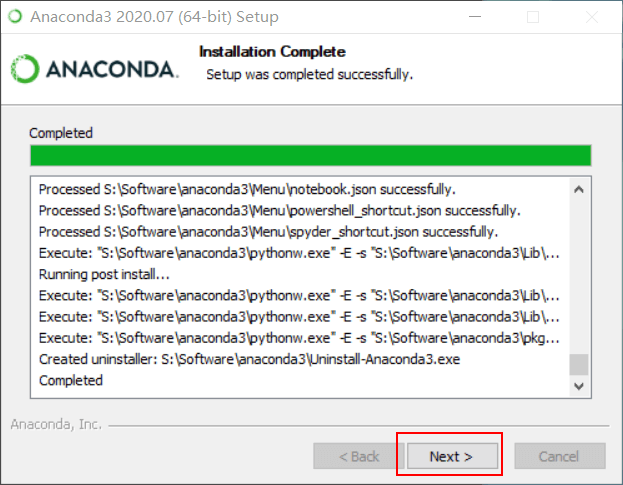 Anaconda3 2020.07 (64-bit) Setup
ANACONDA.
Installation Complete
Setup was completed successfully.
Completed
Processed S:\Software\anaconda3\Menu\notebook.json successfully.
Processed S:\Software\anaconda3\Menu\powershell_shortcut.json successfully.
Processed S:\Software\anaconda3\Menu\spyder_shortcut.json successfully.
Execute: "S:\Software\anaconda3\pythonw.exe" -E -s "S:\Software\anaconda3\Lib\...
Running post install...
Execute: "S:\Software\anaconda3\pythonw.exe" -E -s "S:\Software\anaconda3\Lib\...
Execute: "S:\Software\anaconda3\pythonw.exe" -E -s "S:\Software\anaconda3\Lib\...
Execute: "S:\Software\anaconda3\pythonw.exe" -E -s "S:\Software\anaconda3\pkg...
Created uninstaller: S:\Software\anaconda3\Uninstall-Anaconda3.exe
Completed
Anaconda, Inc.
< Back
Next >
Cancel